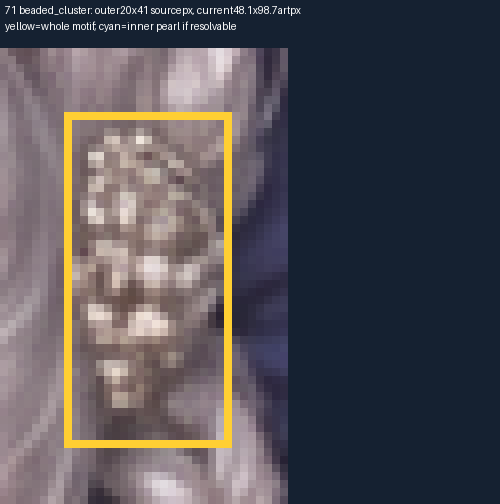 71 beaded_cluster: outer20x41 sourcepx, current48.1x98.7artpx
yellow=whole motif; cyan=inner pearl if resolvable